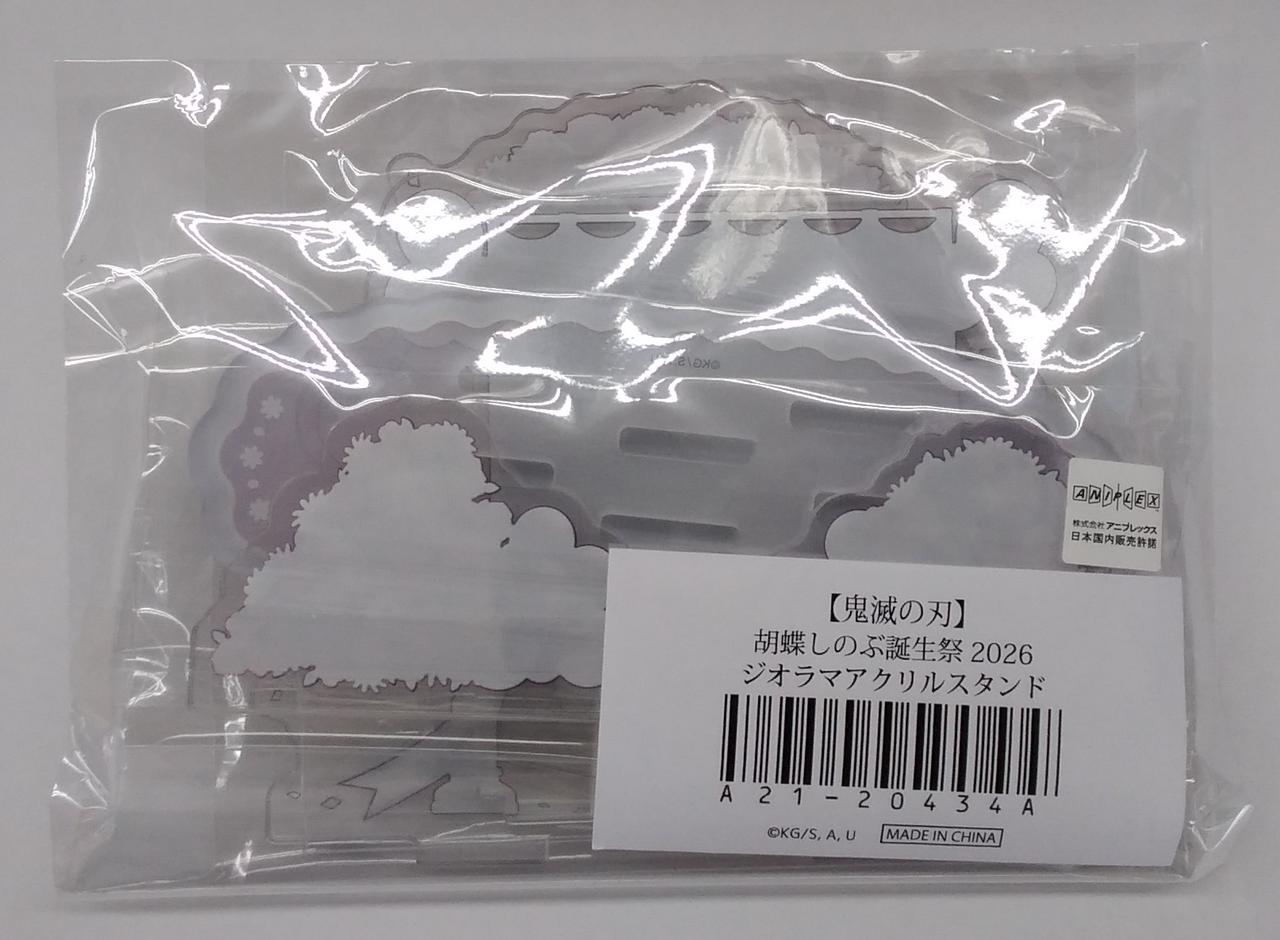 ©KG/S, A, U
ANIPLEX
株式会社 アニプレックス
日本国内販売許諾
【鬼滅の刃】
胡蝶しのぶ誕生祭 2026
ジオラマアクリルスタンド
A21-20434A
©KG/S, A, U
MADE IN CHINA